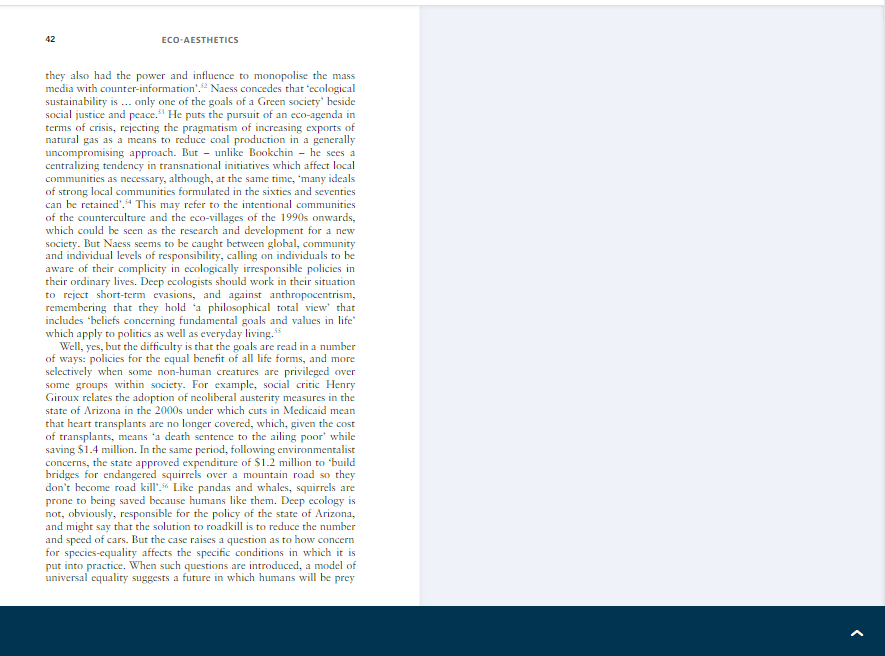 42
ECO-AESTHETICS
they also had the power and influence to monopolise the mass
media with counter-information’.⁵² Naess concedes that ‘ecological
sustainability is ... only one of the goals of a Green society’ beside
social justice and peace.⁵³ He puts the pursuit of an eco-agenda in
terms of crisis, rejecting the pragmatism of increasing exports of
natural gas as a means to reduce coal production in a generally
uncompromising approach. But – unlike Bookchin – he sees a
centralizing tendency in transnational initiatives which affect local
communities as necessary, although, at the same time, ‘many ideals
of strong local communities formulated in the sixties and seventies
can be retained’.⁵⁴ This may refer to the intentional communities
of the counterculture and the eco-villages of the 1990s onwards,
which could be seen as the research and development for a new
society. But Naess seems to be caught between global, community
and individual levels of responsibility, calling on individuals to be
aware of their complicity in ecologically irresponsible policies in
their ordinary lives. Deep ecologists should work in their situation
to reject short-term evasions, and against anthropocentrism,
remembering that they hold ‘a philosophical total view’ that
includes ‘beliefs concerning fundamental goals and values in life’
which apply to politics as well as everyday living.⁵⁵
Well, yes, but the difficulty is that the goals are read in a number
of ways: policies for the equal benefit of all life forms, and more
selectively when some non-human creatures are privileged over
some groups within society. For example, social critic Henry
Giroux relates the adoption of neoliberal austerity measures in the
state of Arizona in the 2000s under which cuts in Medicaid mean
that heart transplants are no longer covered, which, given the cost
of transplants, means ‘a death sentence to the ailing poor’ while
saving $1.4 million. In the same period, following environmentalist
concerns, the state approved expenditure of $1.2 million to ‘build
bridges for endangered squirrels over a mountain road so they
don’t become road kill’.⁵⁶ Like pandas and whales, squirrels are
prone to being saved because humans like them. Deep ecology is
not, obviously, responsible for the policy of the state of Arizona,
and might say that the solution to roadkill is to reduce the number
and speed of cars. But the case raises a question as to how concern
for species-equality affects the specific conditions in which it is
put into practice. When such questions are introduced, a model of
universal equality suggests a future in which humans will be prey